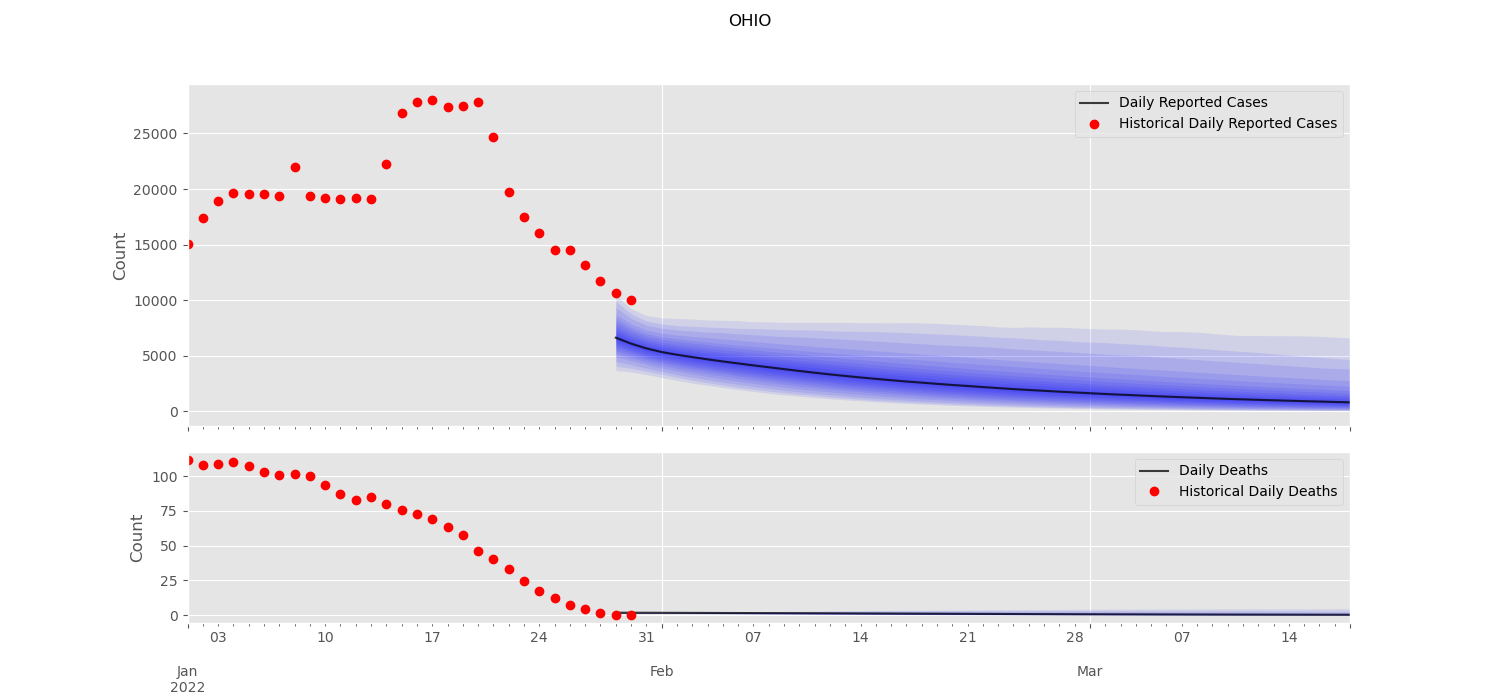 OHIO
Daily Reported Cases
Historical Daily Reported Cases
25000
20000
15000
10000
5000
0
Count
Daily Deaths
Historical Daily Deaths
100
75
50
25
0
Count
03 10 17 24 31 07 14 21 28 07 14
Jan Feb Mar
2022